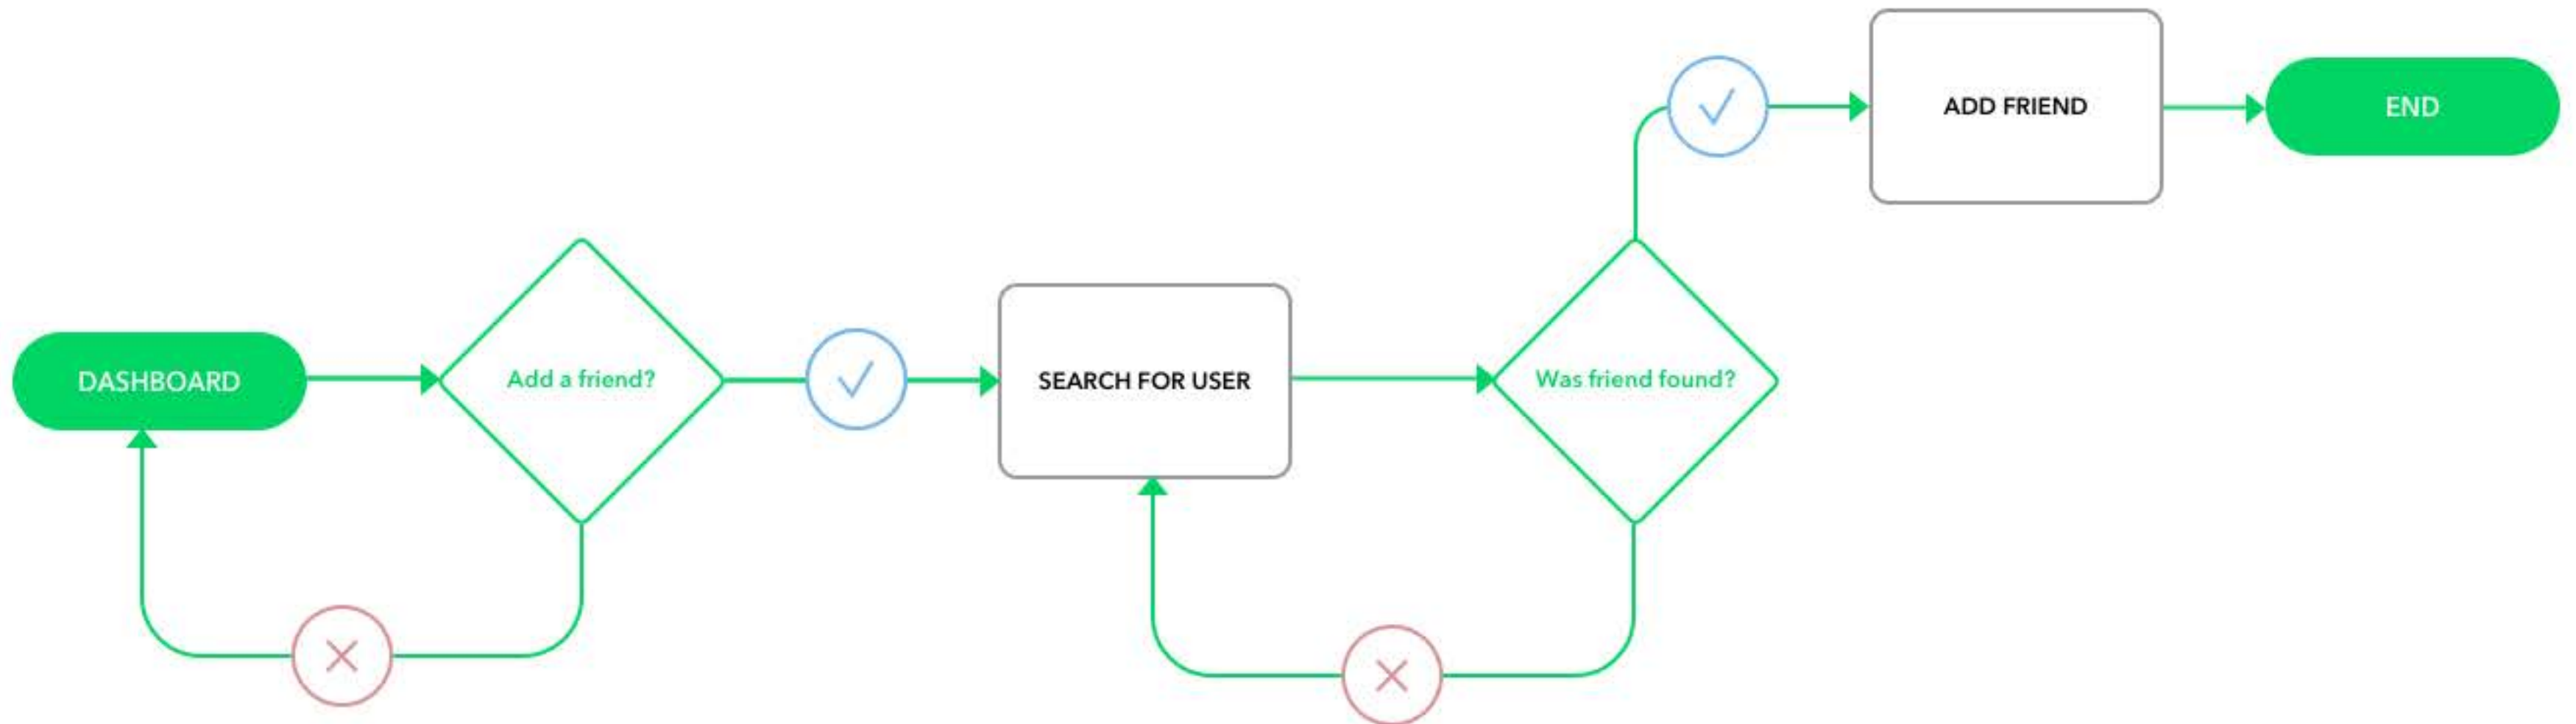 DASHBOARD
Add a friend?
SEARCH FOR USER
Was friend found?
ADD FRIEND
END